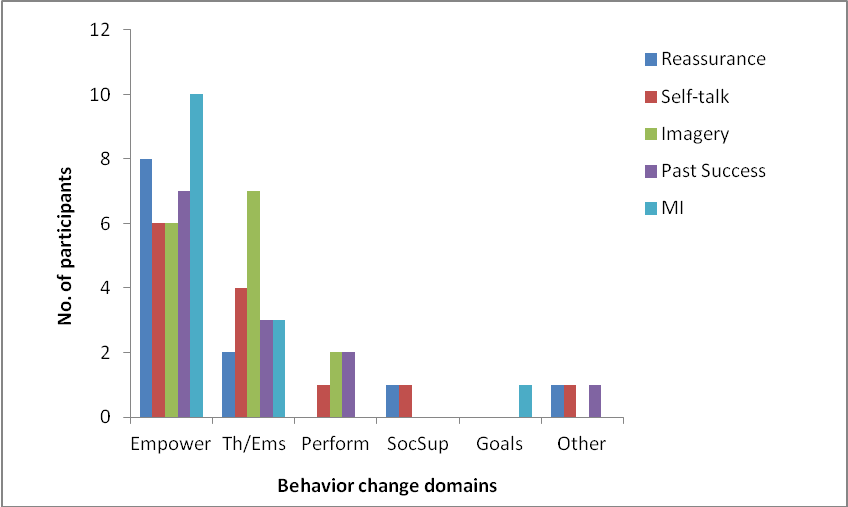 12
10
8
6
4
2
0
No. of participants
Empower Th/Ems Perform SocSup Goals Other
Behavior change domains
Reassurance
Self-talk
Imagery
Past Success
MI